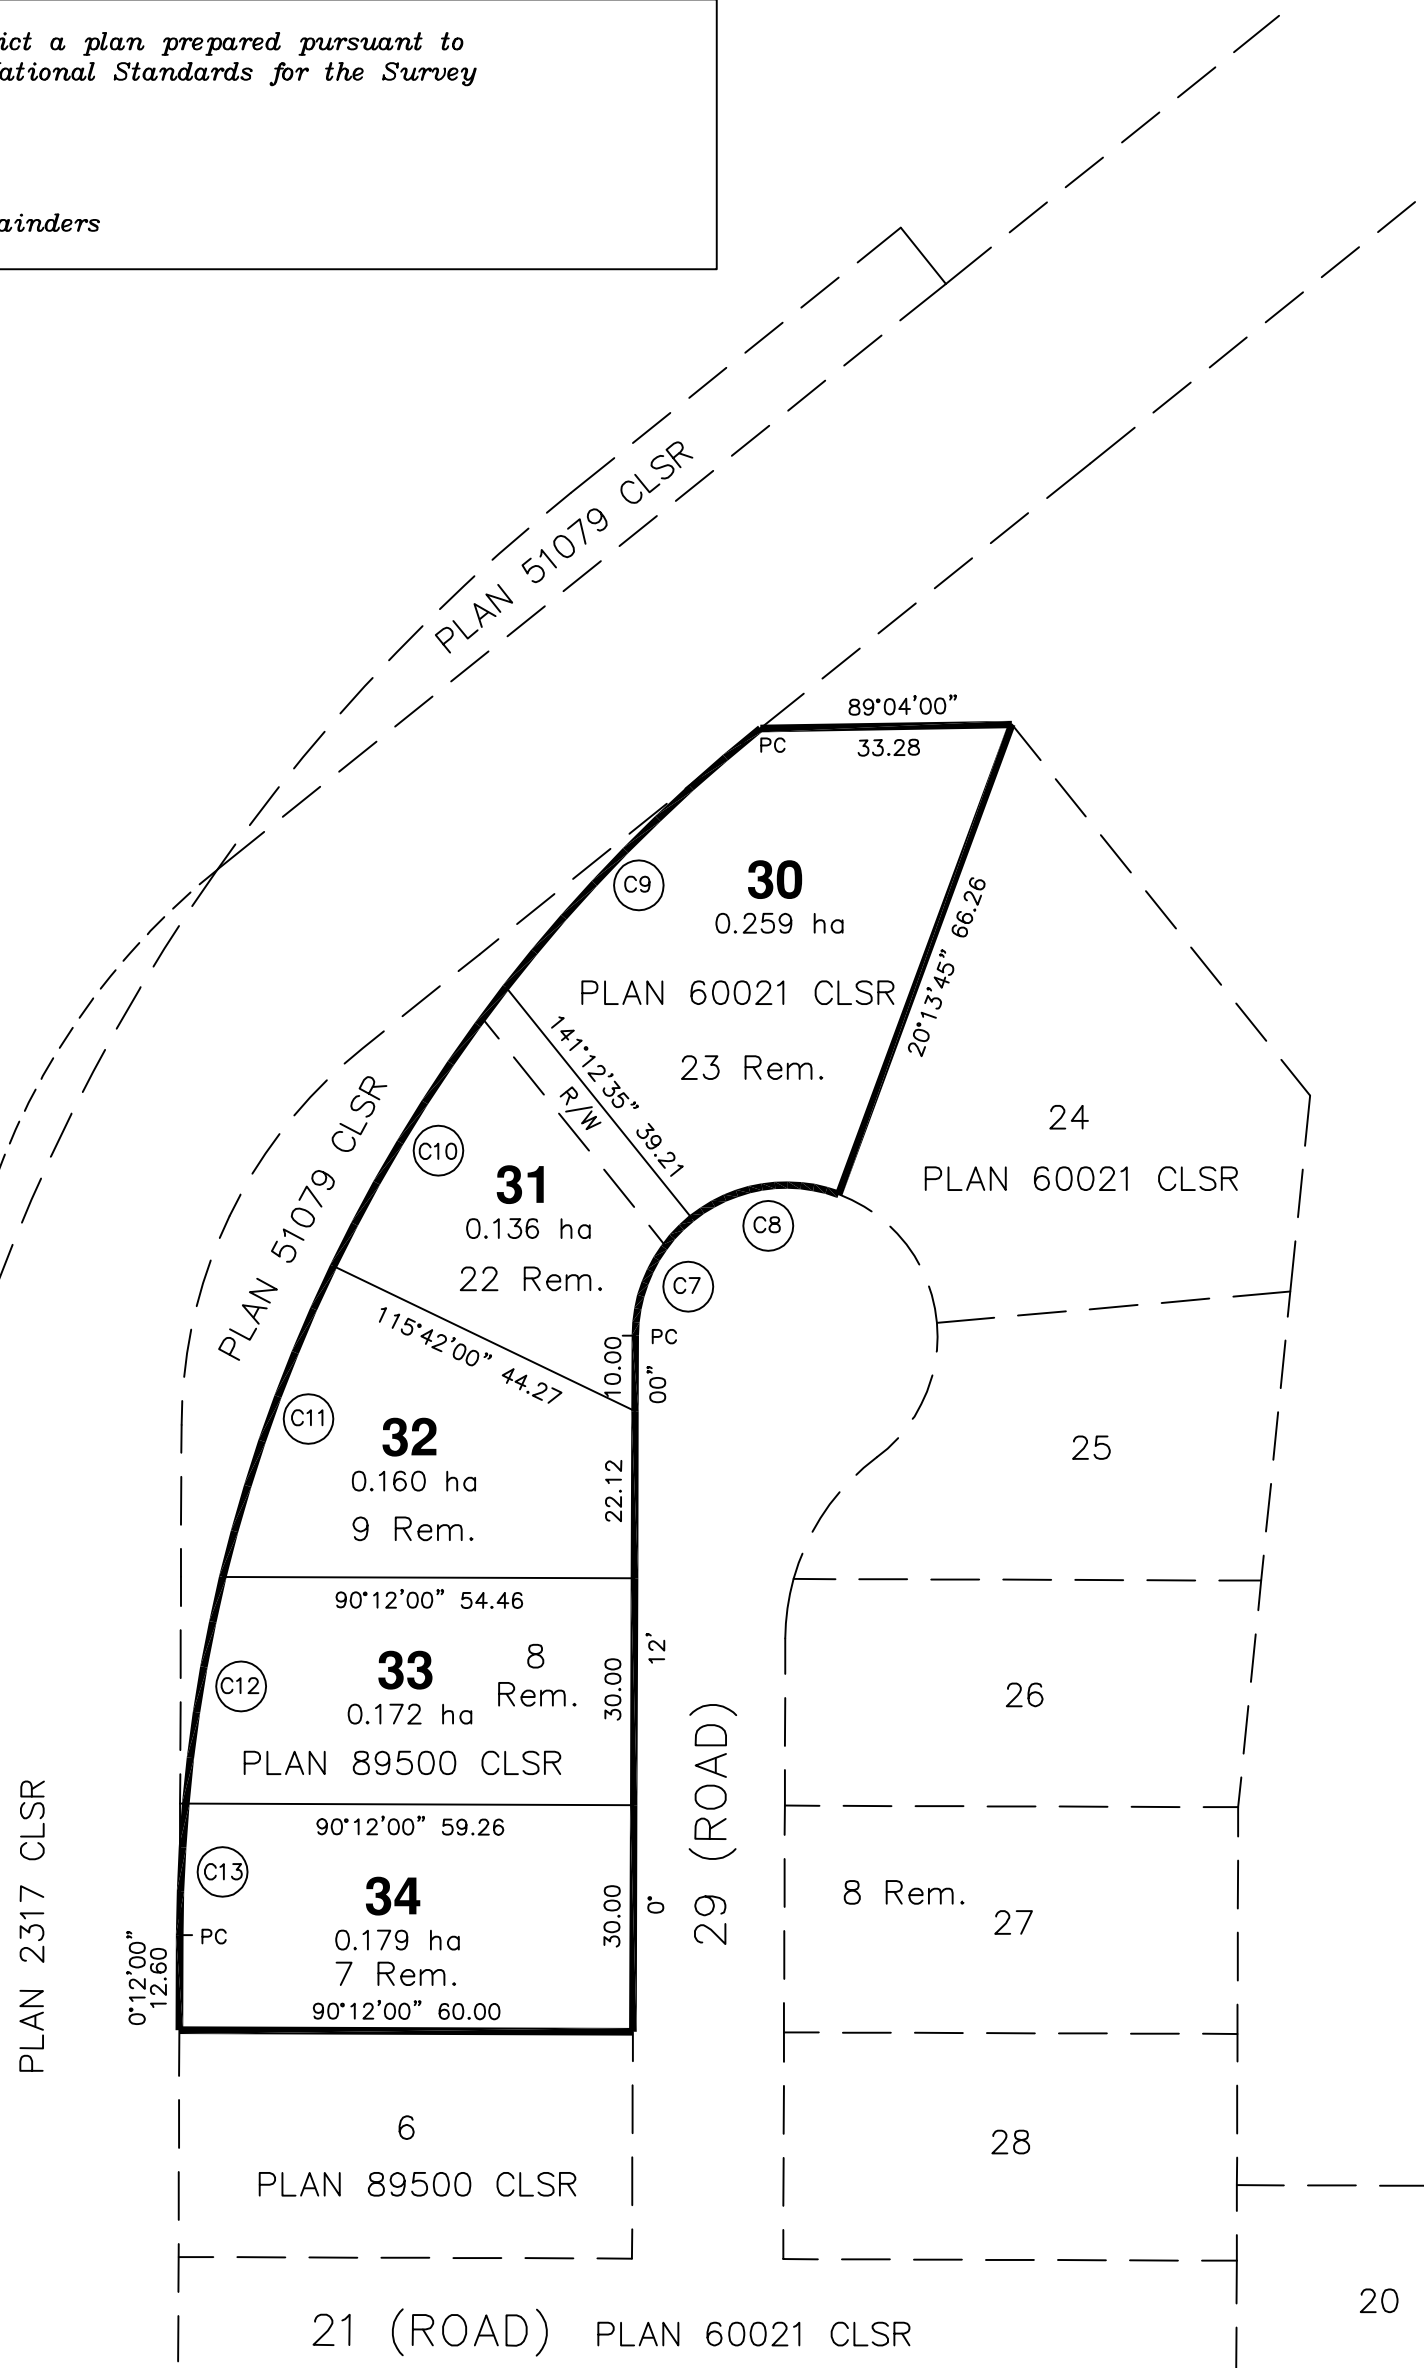 ict a plan prepared pursuant to
ational Standards for the Survey
ainders
PLAN 51079 CLSR
89°04'00"
33.28
PC
C9
30
0.259 ha
PLAN 60021 CLSR
23 Rem.
20°13'45" 66.26
141°12'35" 39.21
R/W
24
PLAN 60021 CLSR
PLAN 51079 CLSR
C10
31
0.136 ha
22 Rem.
C8
C7
PC
115°42'00" 44.27
10.00
00"
C11
32
0.160 ha
9 Rem.
22.12
25
90°12'00" 54.46
12'
8
Rem.
33
0.172 ha
C12
30.00
PLAN 89500 CLSR
26
29 (ROAD)
90°12'00" 59.26
C13
34
0.179 ha
7 Rem.
30.00
0°
8 Rem.
27
PC
0°12'00"
12.60
90°12'00" 60.00
PLAN 2317 CLSR
6
PLAN 89500 CLSR
28
20
21 (ROAD) PLAN 60021 CLSR